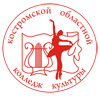 КОСТРОМСКОЙ ОБЛАСТНОЙ
КОЛЛЕДЖ КУЛЬТУРЫ